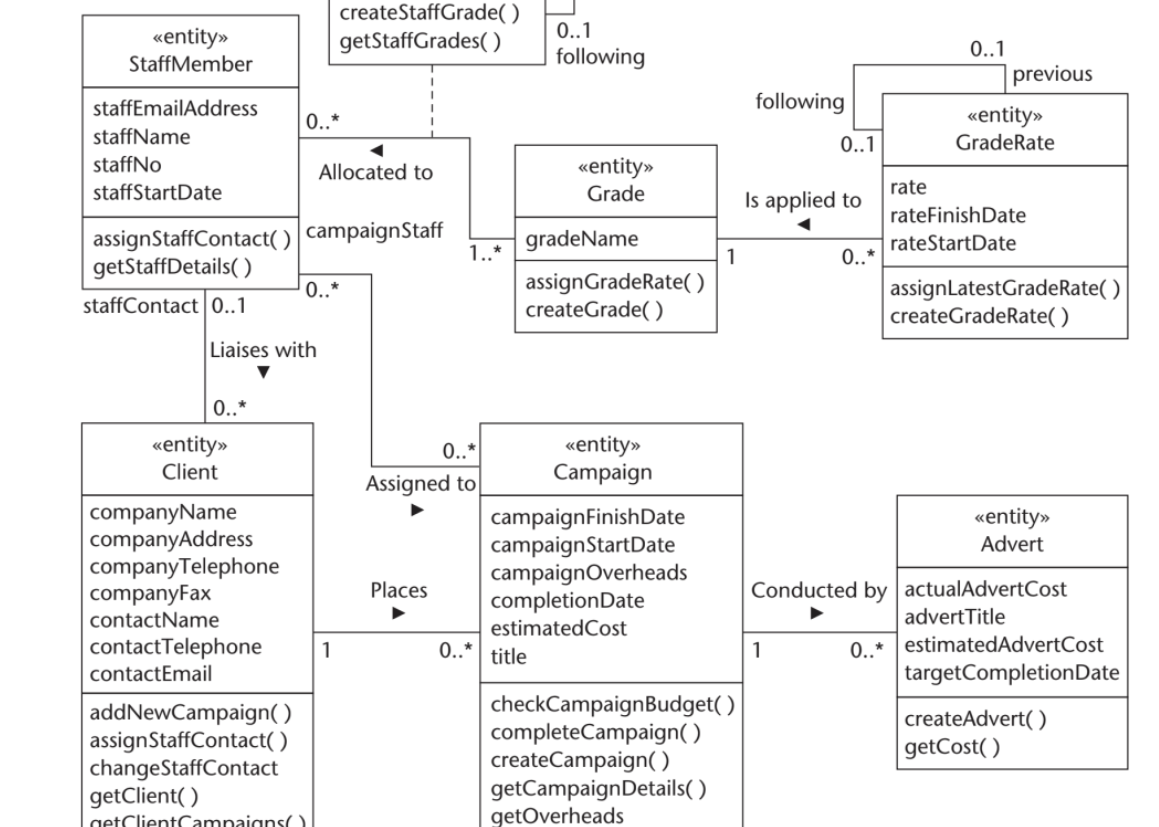 createStaffGrade( )
getStaffGrades( )
0..1
following
«entity»
StaffMember
staffEmailAddress
staffName
staffNo
staffStartDate
assignStaffContact( )
getStaffDetails( )
0..*
Allocated to
campaignStaff
1..*
0..*
«entity»
Grade
gradeName
assignGradeRate( )
createGrade( )
Is applied to
1
0..*
0..1
previous
following
0..1
«entity»
GradeRate
rate
rateFinishDate
rateStartDate
assignLatestGradeRate( )
createGradeRate( )
staffContact
0..1
Liaises with
0..*
«entity»
Client
companyName
companyAddress
companyTelephone
companyFax
contactName
contactTelephone
contactEmail
addNewCampaign( )
assignStaffContact( )
changeStaffContact
getClient( )
getClientCampaigns( )
0..*
Assigned to
Places
1
0..*
«entity»
Campaign
campaignFinishDate
campaignStartDate
campaignOverheads
completionDate
estimatedCost
title
checkCampaignBudget( )
completeCampaign( )
createCampaign( )
getCampaignDetails( )
getOverheads
Conducted by
1
0..*
«entity»
Advert
actualAdvertCost
advertTitle
estimatedAdvertCost
targetCompletionDate
createAdvert( )
getCost( )